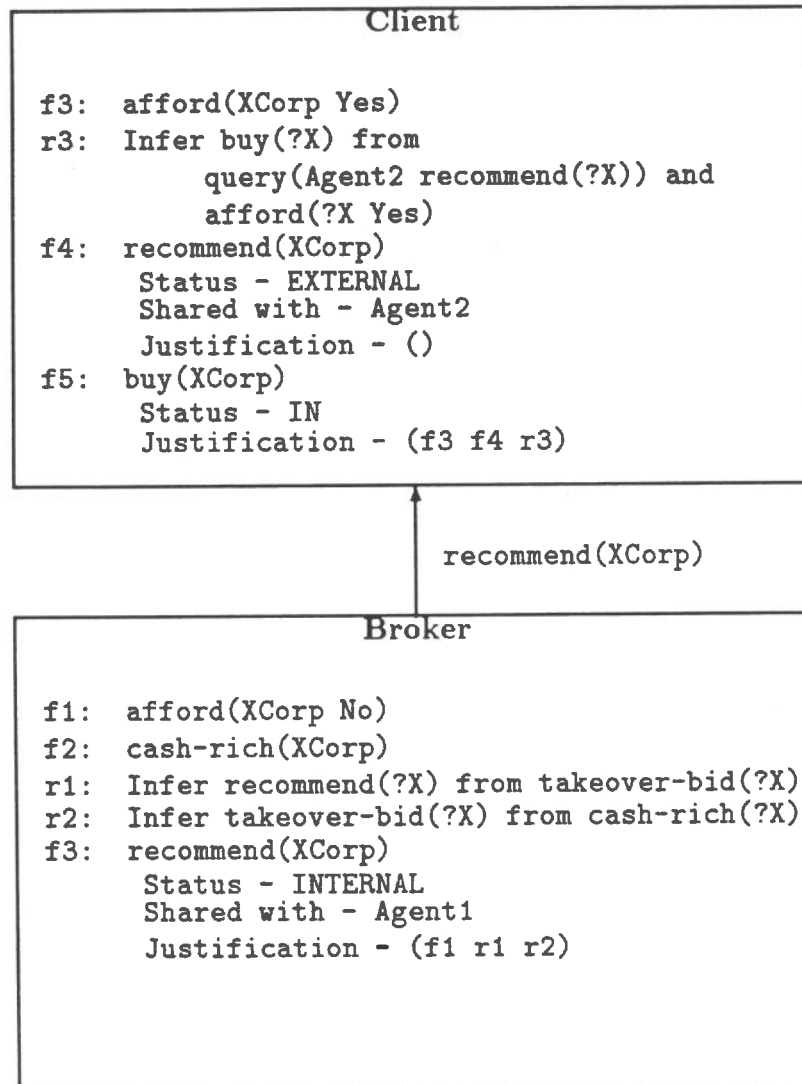 Client
f3: afford(XCorp Yes)
r3: Infer buy(?X) from
query(Agent2 recommend(?X)) and
afford(?X Yes)
f4: recommend(XCorp)
Status - EXTERNAL
Shared with - Agent2
Justification - ()
f5: buy(XCorp)
Status - IN
Justification - (f3 f4 r3)
recommend(XCorp)
Broker
f1: afford(XCorp No)
f2: cash-rich(XCorp)
r1: Infer recommend(?X) from takeover-bid(?X)
r2: Infer takeover-bid(?X) from cash-rich(?X)
f3: recommend(XCorp)
Status - INTERNAL
Shared with - Agent1
Justification - (f1 r1 r2)